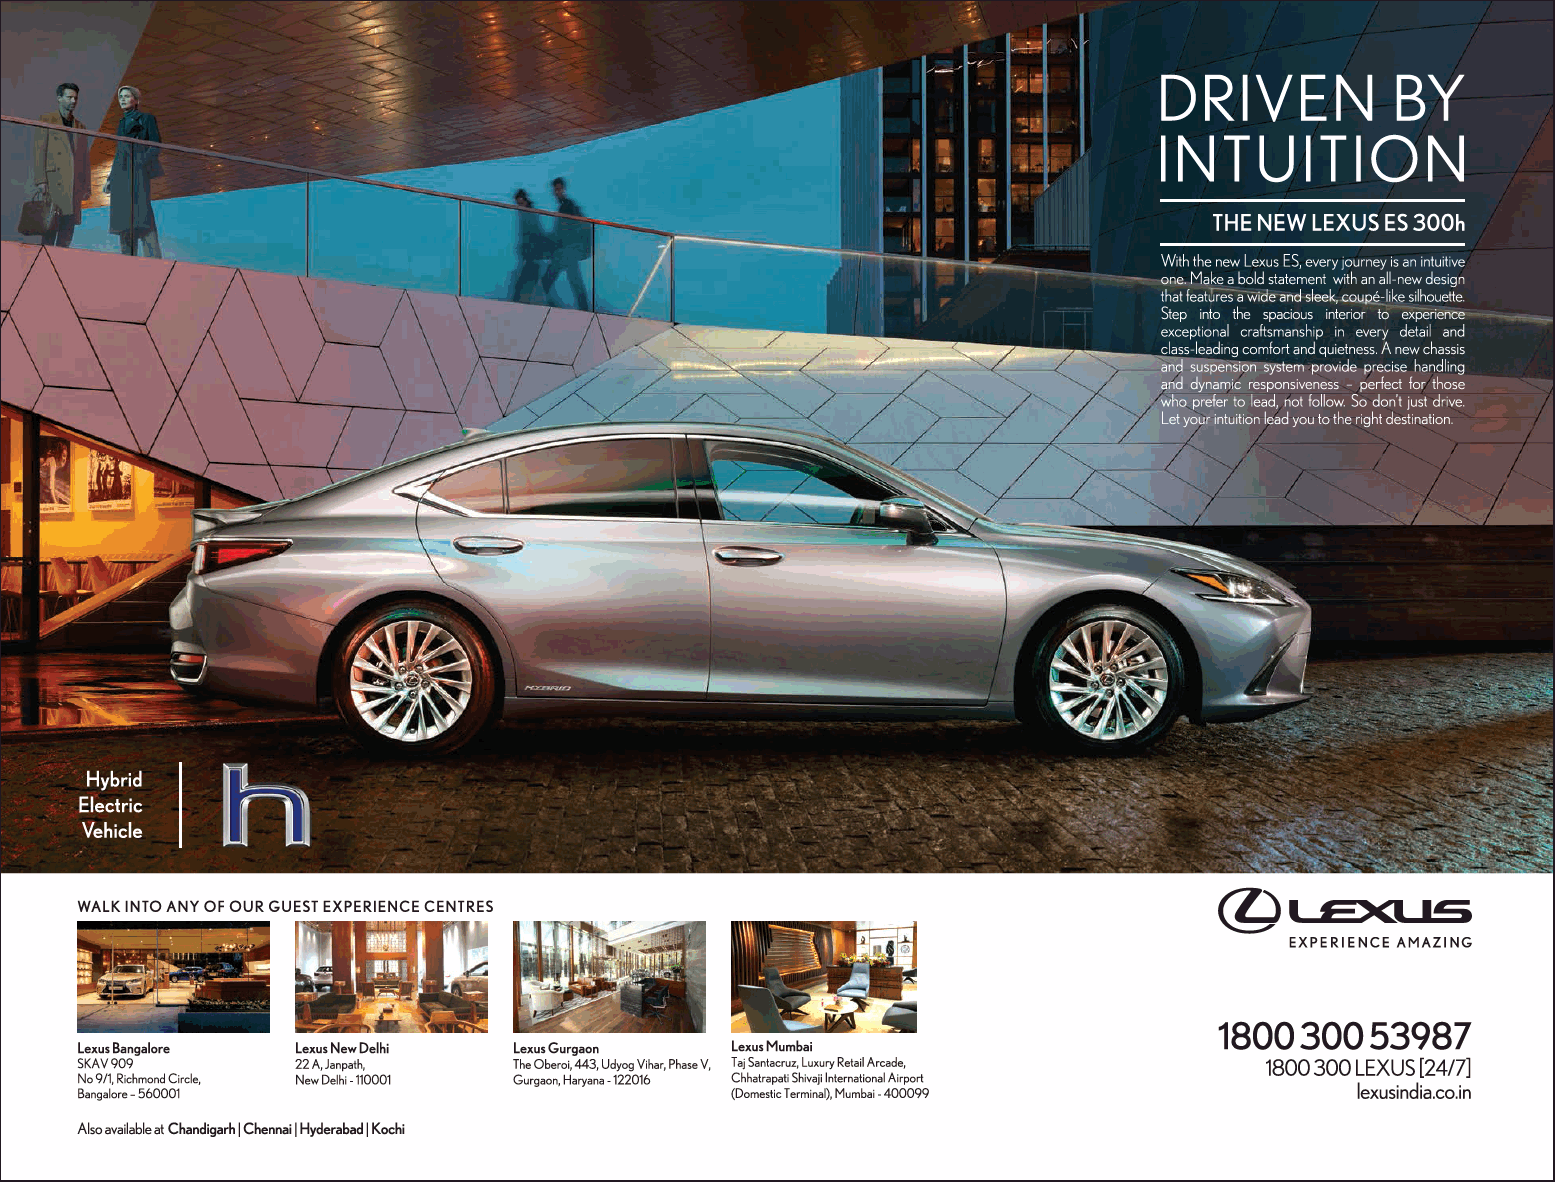 DRIVEN BY
INTUITION
THE NEW LEXUS ES 300h
With the new Lexus ES, every journey is an intuitive
one. Make a bold statement with an all-new design
that features a wide and sleek, coupé-like silhouette.
Step into the spacious interior to experience
exceptional craftsmanship in every detail and
class-leading comfort and quietness. A new chassis
and suspension system provide precise handling
and dynamic responsiveness – perfect for those
who prefer to lead, not follow. So don't just drive.
Let your intuition lead you to the right destination.
HYBRID
Hybrid
Electric
Vehicle
h
WALK INTO ANY OF OUR GUEST EXPERIENCE CENTRES
Lexus Bangalore
SKAV 909
No 9/1, Richmond Circle,
Bangalore – 560001
Lexus New Delhi
22 A, Janpath,
New Delhi - 110001
Lexus Gurgaon
The Oberoi, 443, Udyog Vihar, Phase V,
Gurgaon, Haryana - 122016
Lexus Mumbai
Taj Santacruz, Luxury Retail Arcade,
Chhatrapati Shivaji International Airport
(Domestic Terminal), Mumbai - 400099
Also available at Chandigarh | Chennai | Hyderabad | Kochi
LEXUS
EXPERIENCE AMAZING
1800 300 53987
1800 300 LEXUS [24/7]
lexusindia.co.in